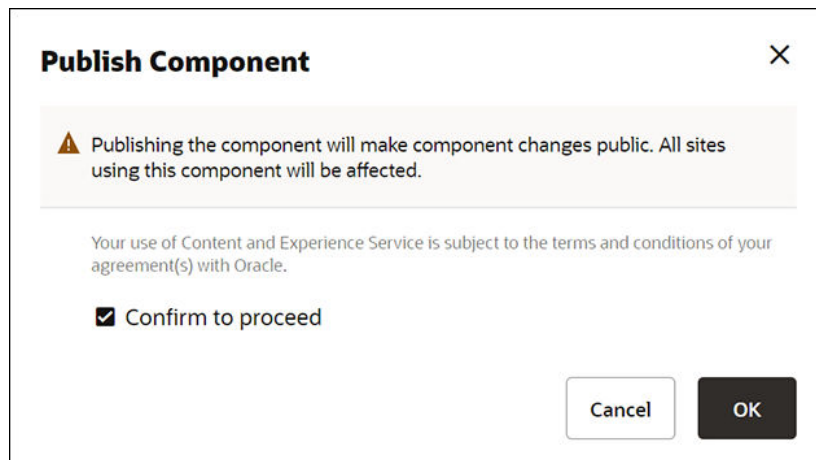 Publish Component
Publishing the component will make component changes public. All sites
using this component will be affected.
Your use of Content and Experience Service is subject to the terms and conditions of your
agreement(s) with Oracle.
Confirm to proceed
Cancel
OK